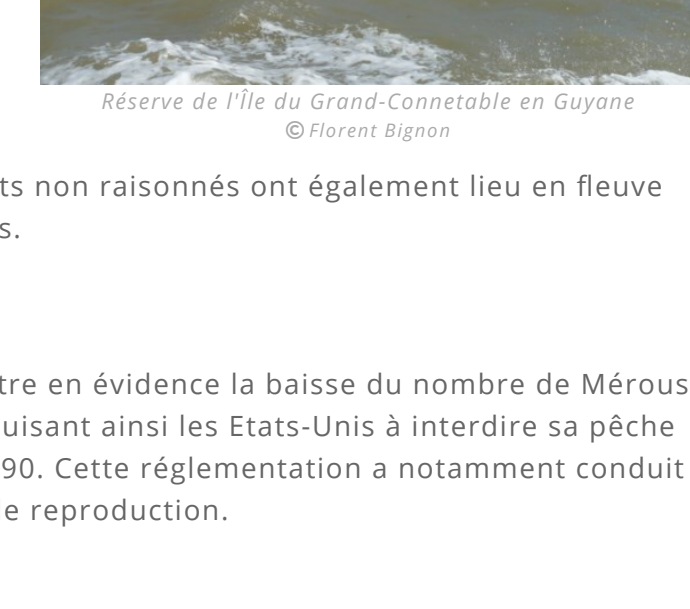 Réserve de l'Île du Grand-Connetable en Guyane
© Florent Bignon
ts non raisonnés ont également lieu en fleuve
s.
tre en évidence la baisse du nombre de Mérous
uisant ainsi les Etats-Unis à interdire sa pêche
90. Cette réglementation a notamment conduit
le reproduction.